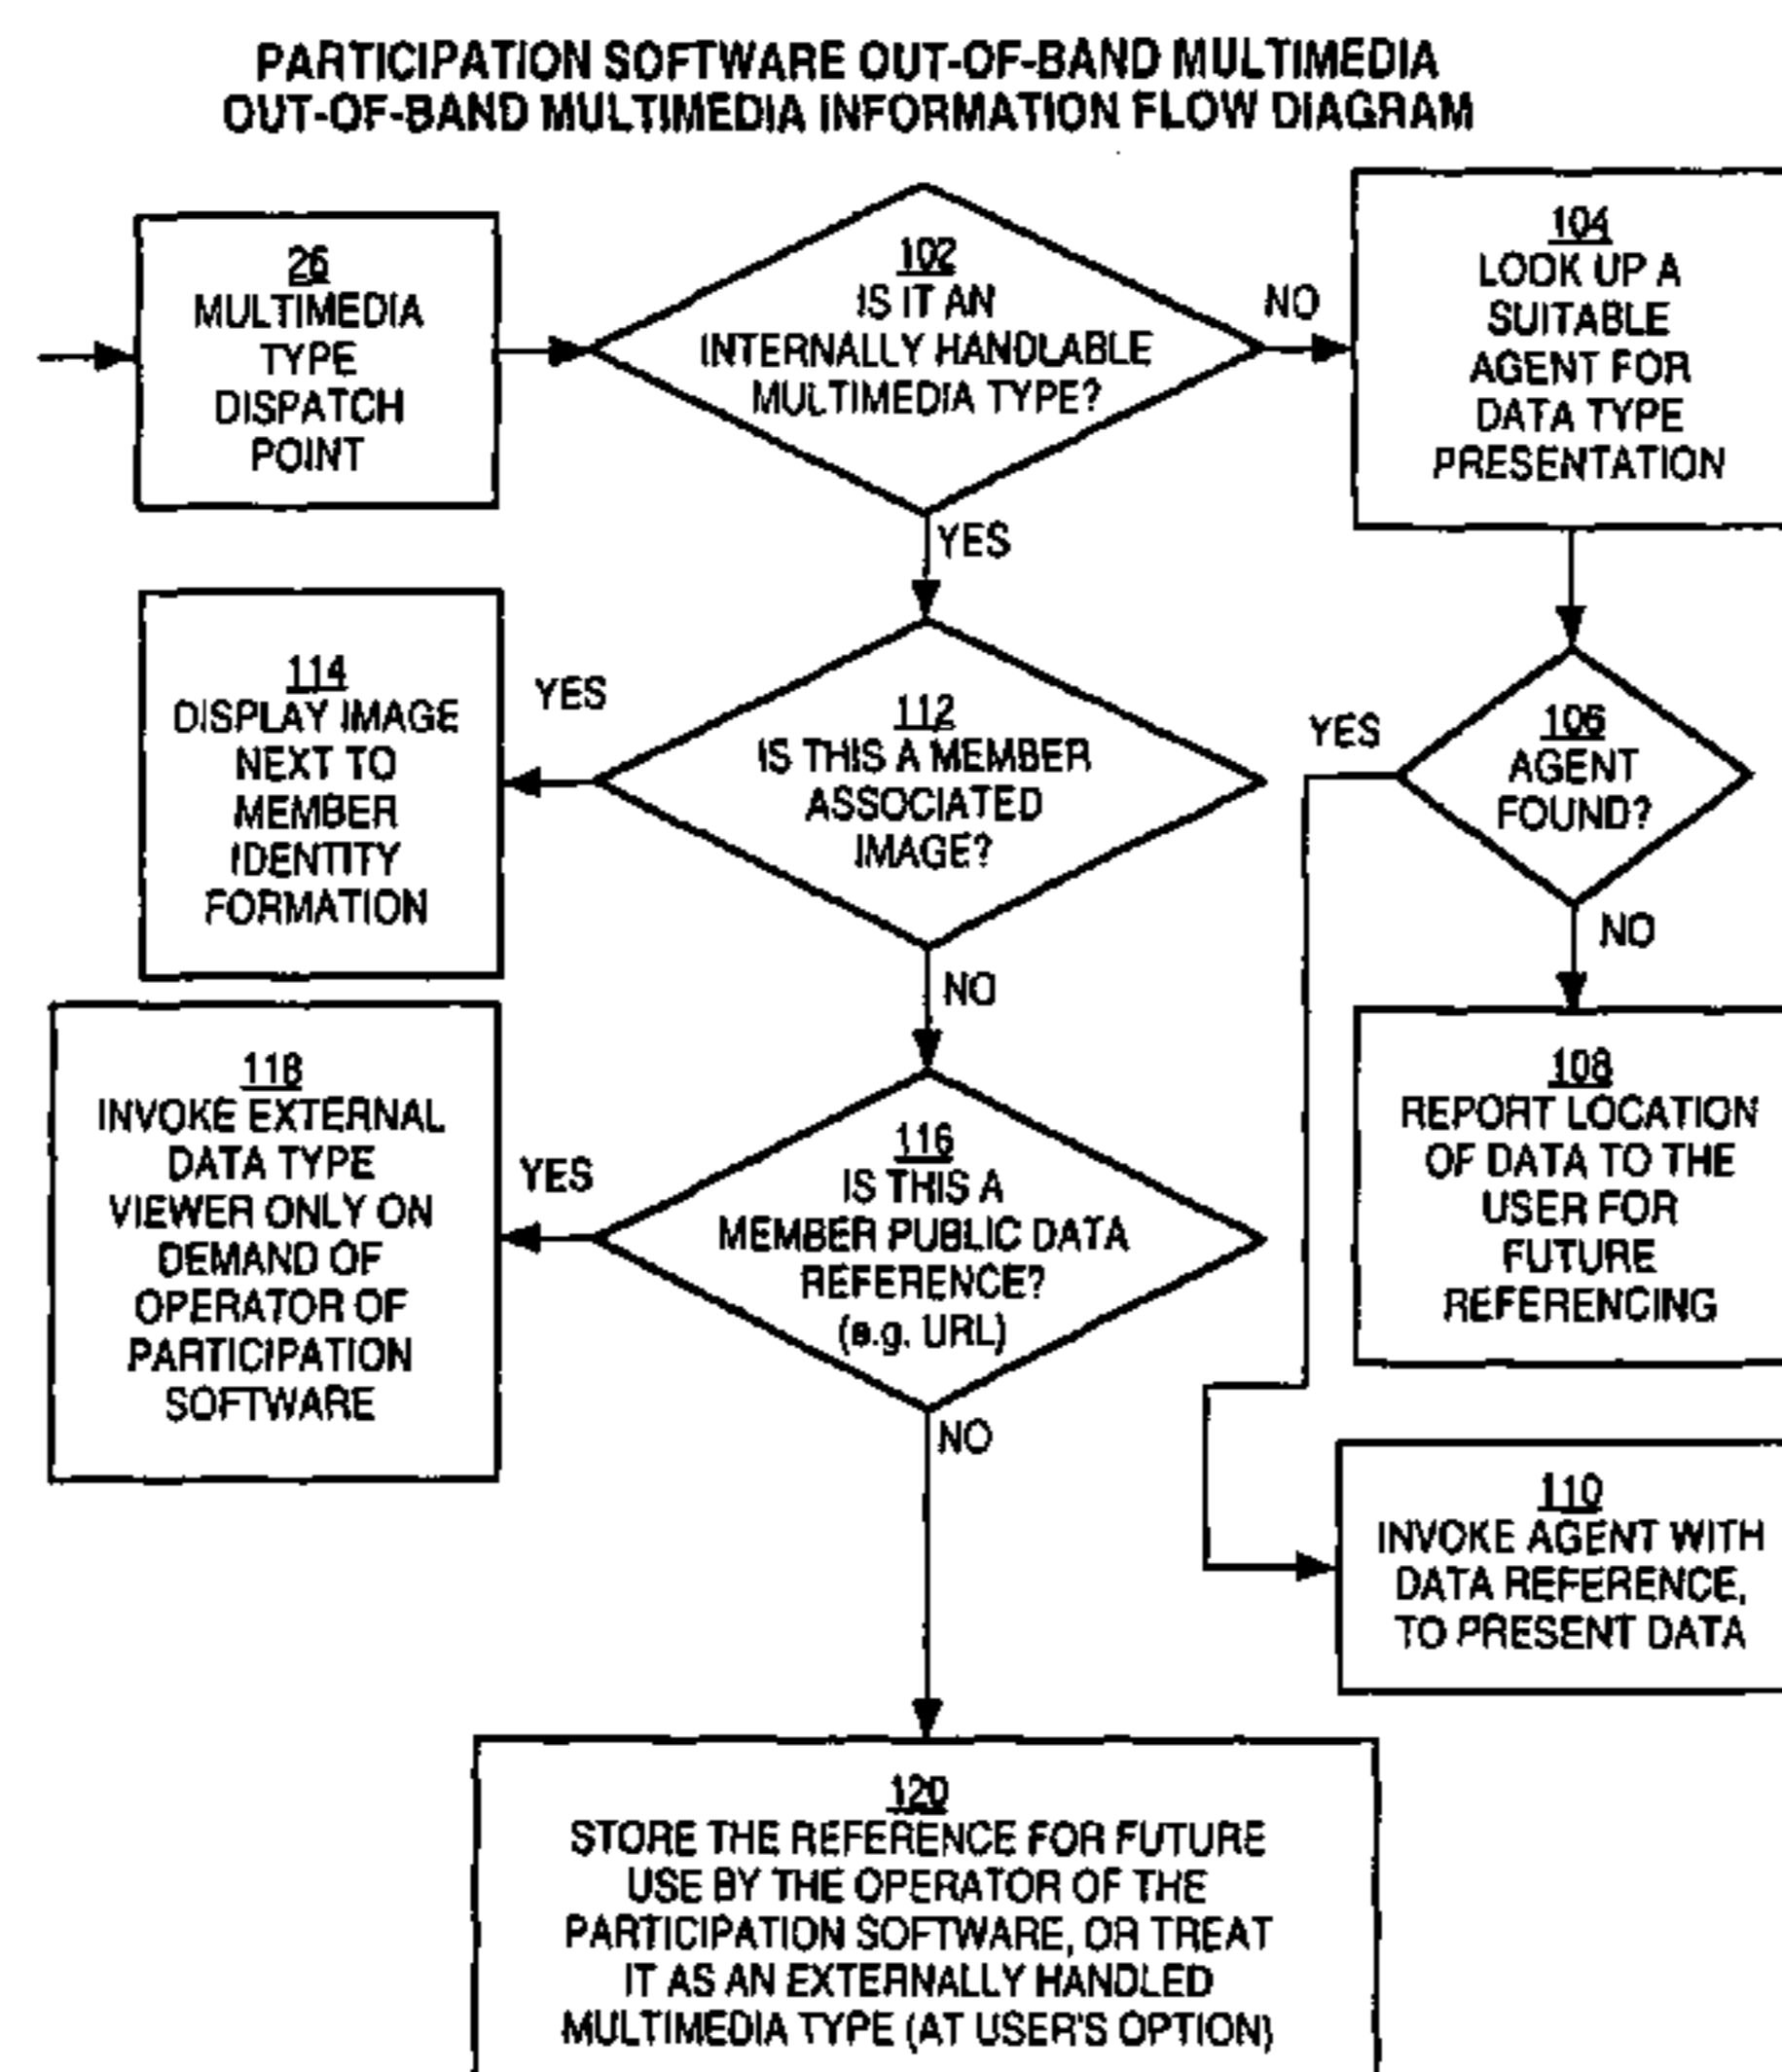 PARTICIPATION SOFTWARE OUT-OF-BAND MULTIMEDIA
OUT-OF-BAND MULTIMEDIA INFORMATION FLOW DIAGRAM
26
MULTIMEDIA
TYPE
DISPATCH
POINT
102
IS IT AN
INTERNALLY HANDLABLE
MULTIMEDIA TYPE?
NO
104
LOOK UP A
SUITABLE
AGENT FOR
DATA TYPE
PRESENTATION
YES
114
DISPLAY IMAGE
NEXT TO
MEMBER
IDENTITY
FORMATION
YES
112
IS THIS A MEMBER
ASSOCIATED
IMAGE?
YES
106
AGENT
FOUND?
NO
NO
118
INVOKE EXTERNAL
DATA TYPE
VIEWER ONLY ON
DEMAND OF
OPERATOR OF
PARTICIPATION
SOFTWARE
YES
116
IS THIS A
MEMBER PUBLIC DATA
REFERENCE?
(e.g. URL)
108
REPORT LOCATION
OF DATA TO THE
USER FOR
FUTURE
REFERENCING
NO
110
INVOKE AGENT WITH
DATA REFERENCE,
TO PRESENT DATA
120
STORE THE REFERENCE FOR FUTURE
USE BY THE OPERATOR OF THE
PARTICIPATION SOFTWARE, OR TREAT
IT AS AN EXTERNALLY HANDLED
MULTIMEDIA TYPE (AT USER'S OPTION)